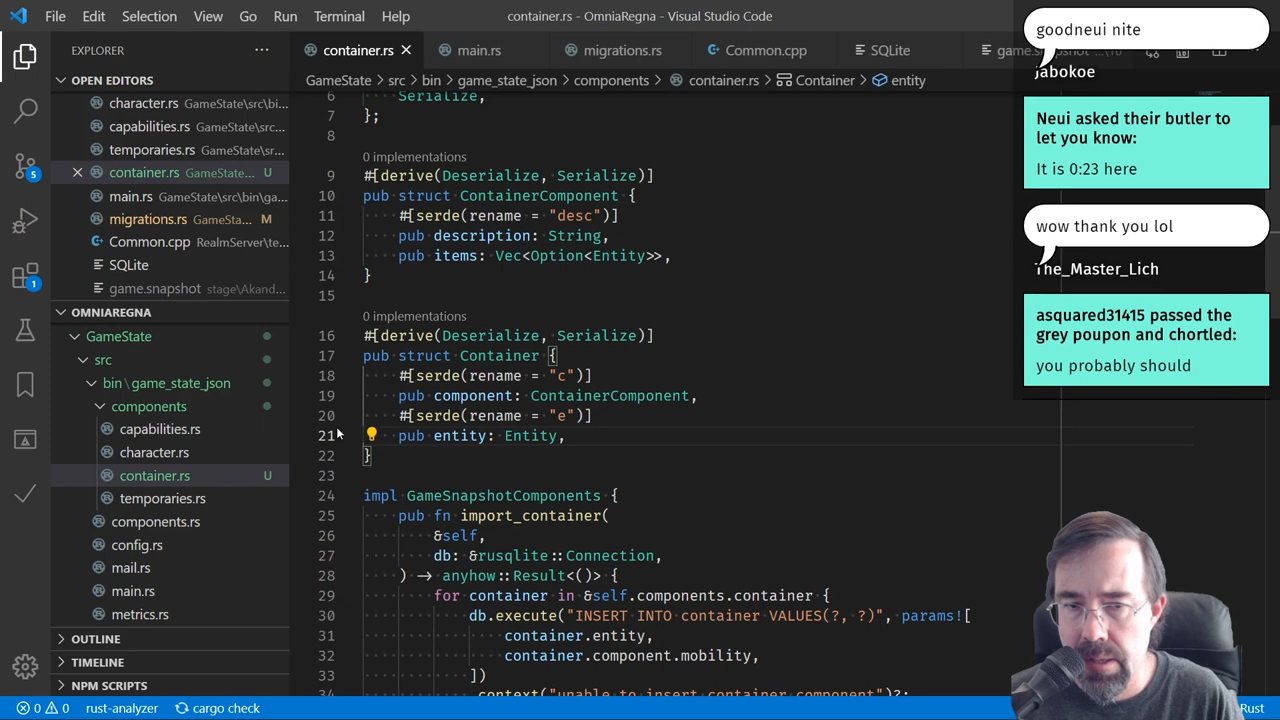 File Edit Selection View Go Run Terminal Help
container.rs - OmniaRegna - Visual Studio Code
EXPLORER
OPEN EDITORS
character.rs GameState\src\bi...
capabilities.rs GameState\src...
temporaries.rs GameState\sr...
container.rs GameState... U
main.rs GameState\src\bin\ga...
migrations.rs GameSta... M
Common.cpp RealmServer\te...
SQLite
game.snapshot stage\Akand...
OMNIAREGNA
GameState
src
bin\game_state_json
components
capabilities.rs
character.rs
container.rs U
temporaries.rs
components.rs
config.rs
mail.rs
main.rs
metrics.rs
OUTLINE
TIMELINE
NPM SCRIPTS
5
1
container.rs main.rs migrations.rs Common.cpp SQLite game.snapshot
GameState > src > bin > game_state_json > components > container.rs > Container > entity
6 Serialize,
7 };
8
0 implementations
9 #[derive(Deserialize, Serialize)]
10 pub struct ContainerComponent {
11 #[serde(rename = "desc")]
12 pub description: String,
13 pub items: Vec<Option<Entity>>,
14 }
15
0 implementations
16 #[derive(Deserialize, Serialize)]
17 pub struct Container {
18 #[serde(rename = "c")]
19 pub component: ContainerComponent,
20 #[serde(rename = "e")]
21 pub entity: Entity,
22 }
23
24 impl GameSnapshotComponents {
25 pub fn import_container(
26 &self,
27 db: &rusqlite::Connection,
28 ) -> anyhow::Result<()> {
29 for container in &self.components.container {
30 db.execute("INSERT INTO container VALUES(?, ?)", params![
31 container.entity,
32 container.component.mobility,
33 ])
34 .context("unable to insert container component")?;
goodneui nite
jabokoe
Neui asked their butler to
let you know:
It is 0:23 here
wow thank you lol
The_Master_Lich
asquared31415 passed the
grey poupon and chortled:
you probably should
0 0 rust-analyzer cargo check
Rust